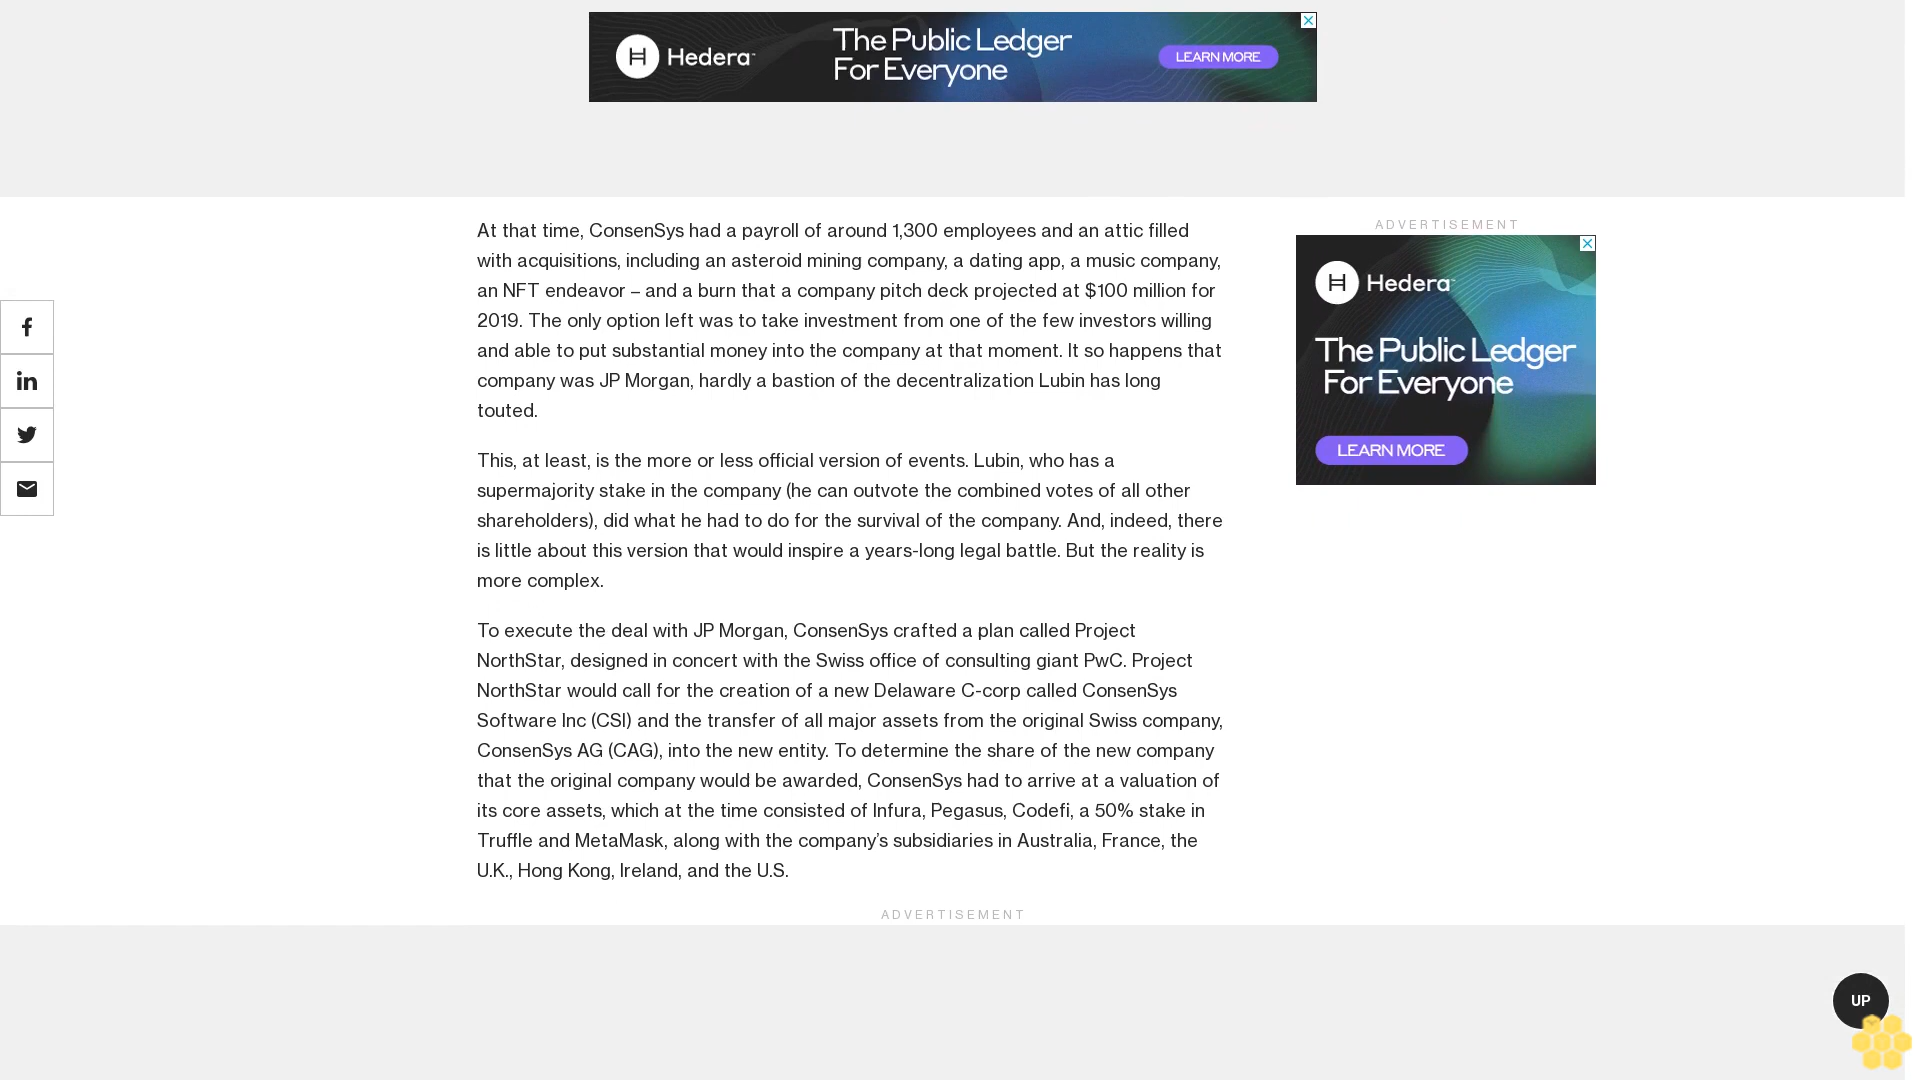 Hedera
The Public Ledger
For Everyone
LEARN MORE
At that time, ConsenSys had a payroll of around 1,300 employees and an attic filled
with acquisitions, including an asteroid mining company, a dating app, a music company,
an NFT endeavor – and a burn that a company pitch deck projected at $100 million for
2019. The only option left was to take investment from one of the few investors willing
and able to put substantial money into the company at that moment. It so happens that
company was JP Morgan, hardly a bastion of the decentralization Lubin has long
touted.
This, at least, is the more or less official version of events. Lubin, who has a
supermajority stake in the company (he can outvote the combined votes of all other
shareholders), did what he had to do for the survival of the company. And, indeed, there
is little about this version that would inspire a years-long legal battle. But the reality is
more complex.
To execute the deal with JP Morgan, ConsenSys crafted a plan called Project
NorthStar, designed in concert with the Swiss office of consulting giant PwC. Project
NorthStar would call for the creation of a new Delaware C-corp called ConsenSys
Software Inc (CSI) and the transfer of all major assets from the original Swiss company,
ConsenSys AG (CAG), into the new entity. To determine the share of the new company
that the original company would be awarded, ConsenSys had to arrive at a valuation of
its core assets, which at the time consisted of Infura, Pegasus, Codefi, a 50% stake in
Truffle and MetaMask, along with the company’s subsidiaries in Australia, France, the
U.K., Hong Kong, Ireland, and the U.S.
ADVERTISEMENT
Hedera
The Public Ledger
For Everyone
LEARN MORE
ADVERTISEMENT
UP